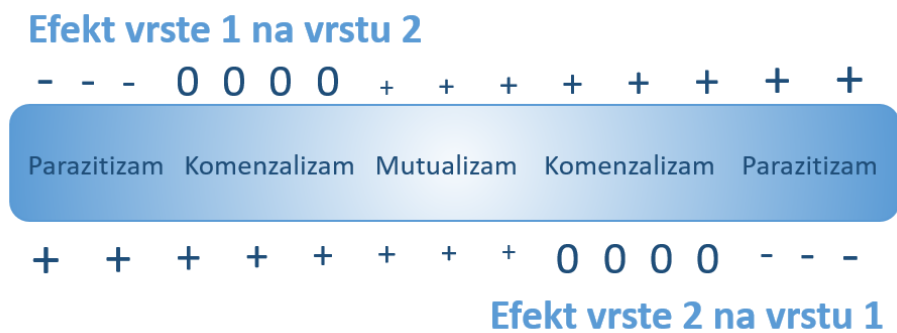 Efekt vrste 1 na vrstu 2
- - - 0 0 0 0 + + + + + + + +
Parazitizam Komenzalizam Mutualizam Komenzalizam Parazitizam
+ + + + + + + + 0 0 0 0 - - -
Efekt vrste 2 na vrstu 1